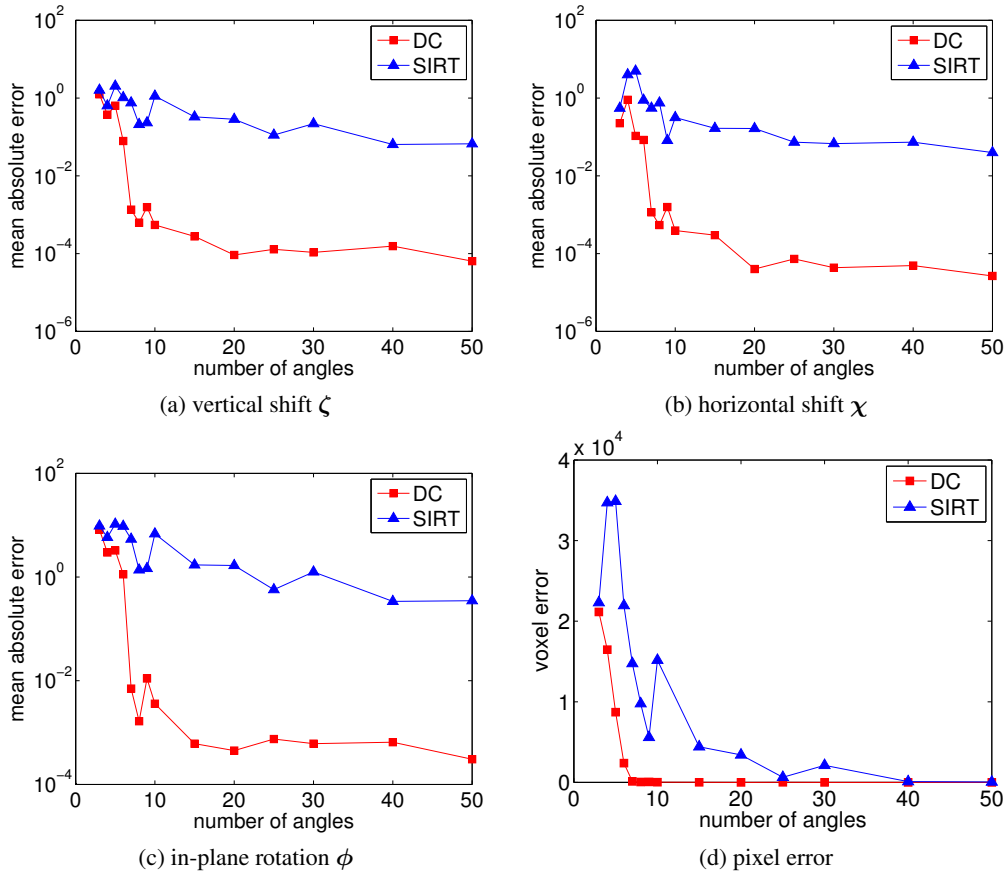 10^2
10^0
10^-2
10^-4
10^-6
mean absolute error
DC
SIRT
0 10 20 30 40 50
number of angles
(a) vertical shift ζ
10^2
10^0
10^-2
10^-4
10^-6
mean absolute error
DC
SIRT
0 10 20 30 40 50
number of angles
(b) horizontal shift χ
10^2
10^0
10^-2
10^-4
mean absolute error
DC
SIRT
0 10 20 30 40 50
number of angles
(c) in-plane rotation ϕ
x 10^4
4
3
2
1
0
voxel error
DC
SIRT
0 10 20 30 40 50
number of angles
(d) pixel error